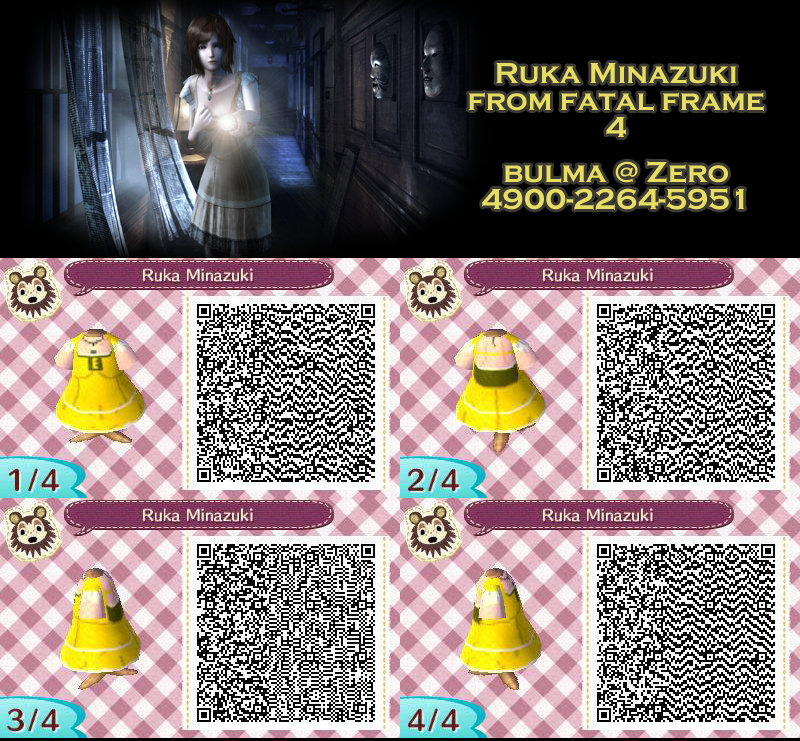 Ruka Minazuki
from Fatal Frame
4
bulma @ Zero
4900-2264-5951
Ruka Minazuki
1/4
Ruka Minazuki
2/4
Ruka Minazuki
3/4
Ruka Minazuki
4/4